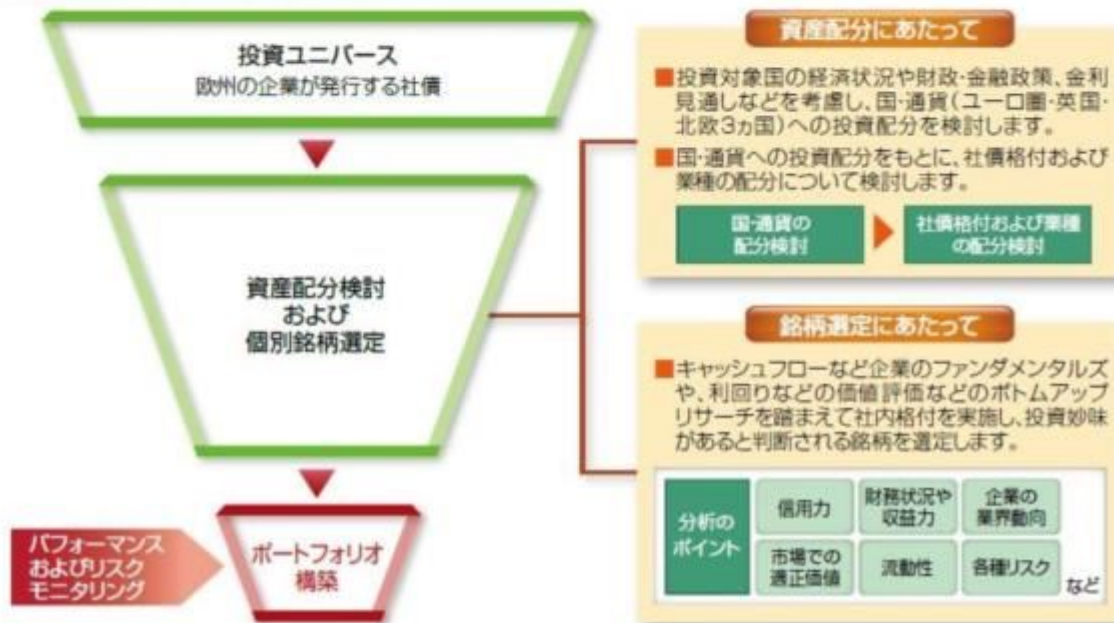 投資ユニバース
欧州の企業が発行する社債
資産配分検討
および
個別銘柄選定
パフォーマンス
およびリスク
モニタリング
ポートフォリオ
構築
資産配分にあたって
■投資対象国の経済状況や財政・金融政策、金利
見通しなどを考慮し、国・通貨(ユーロ圏・英国・
北欧3ヵ国)への投資配分を検討します。
■国・通貨への投資配分をもとに、社債格付および
業種の配分について検討します。
国・通貨の
配分検討
社債格付および業種
の配分検討
銘柄選定にあたって
■キャッシュフローなど企業のファンダメンタルズ
や、利回りなどの価値評価などのボトムアップ
リサーチを踏まえて社内格付を実施し、投資妙味
があると判断される銘柄を選定します。
分析の
ポイント
信用力
財務状況や
収益力
企業の
業界動向
市場での
適正価値
流動性
各種リスク
など